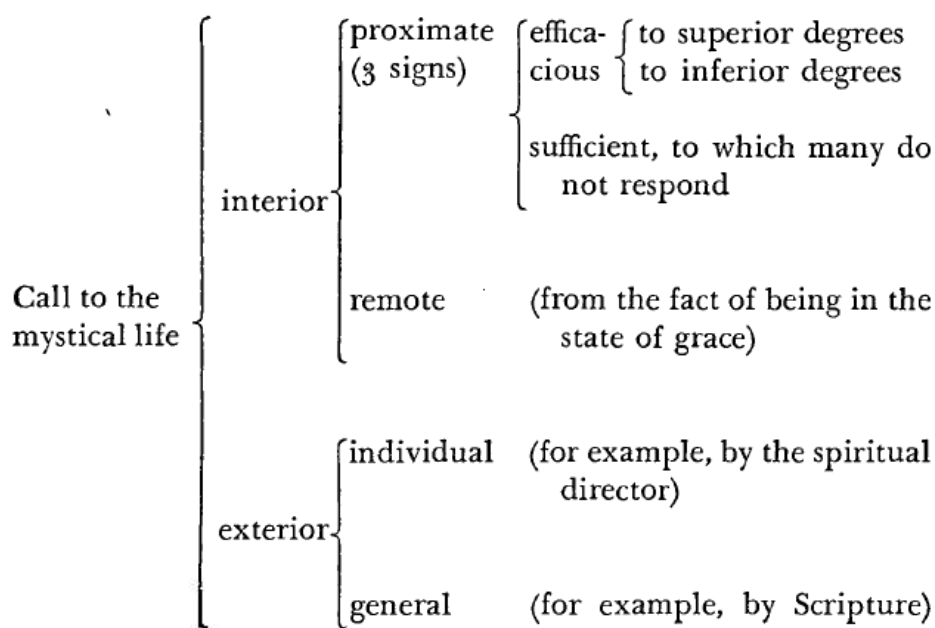 proximate effica- to superior degrees
(3 signs) cious to inferior degrees
sufficient, to which many do
not respond
interior
Call to the
mystical life
remote (from the fact of being in the
state of grace)
individual (for example, by the spiritual
director)
exterior
general (for example, by Scripture)